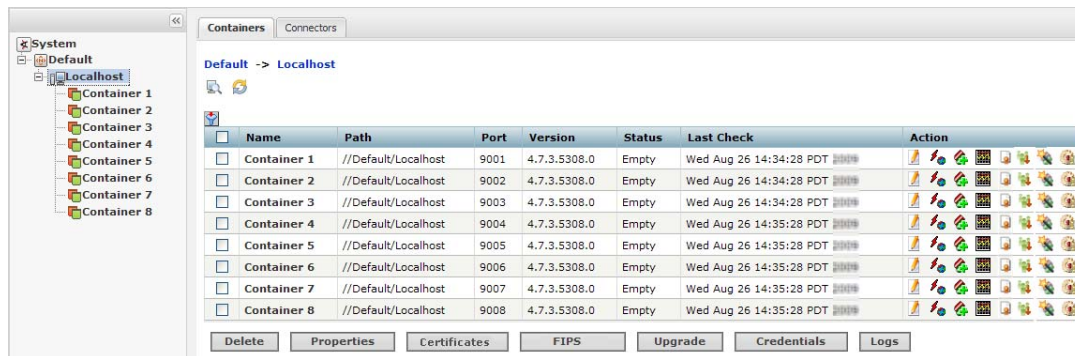 System
Default
Localhost
Container 1
Container 2
Container 3
Container 4
Container 5
Container 6
Container 7
Container 8
Containers Connectors
Default -> Localhost
Name Path Port Version Status Last Check Action
Container 1 //Default/Localhost 9001 4.7.3.5308.0 Empty Wed Aug 26 14:34:28 PDT
Container 2 //Default/Localhost 9002 4.7.3.5308.0 Empty Wed Aug 26 14:34:28 PDT
Container 3 //Default/Localhost 9003 4.7.3.5308.0 Empty Wed Aug 26 14:34:28 PDT
Container 4 //Default/Localhost 9004 4.7.3.5308.0 Empty Wed Aug 26 14:35:28 PDT
Container 5 //Default/Localhost 9005 4.7.3.5308.0 Empty Wed Aug 26 14:35:28 PDT
Container 6 //Default/Localhost 9006 4.7.3.5308.0 Empty Wed Aug 26 14:35:28 PDT
Container 7 //Default/Localhost 9007 4.7.3.5308.0 Empty Wed Aug 26 14:35:28 PDT
Container 8 //Default/Localhost 9008 4.7.3.5308.0 Empty Wed Aug 26 14:35:28 PDT
Delete Properties Certificates FIPS Upgrade Credentials Logs